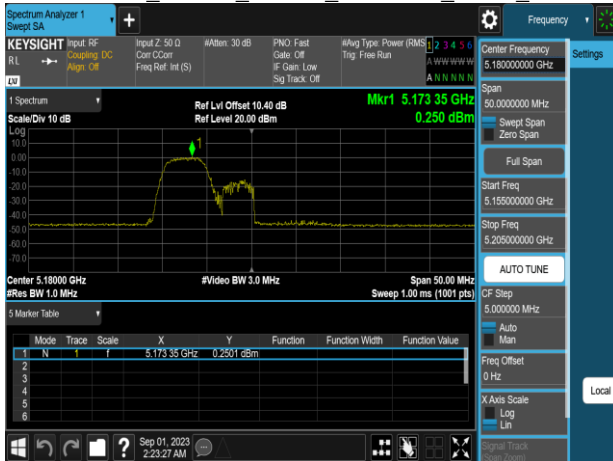 Spectrum Analyzer 1
Swept SA
Frequency
KEYSIGHT
RL
LXI
Input: RF
Coupling: DC
Align: Off
Input Z: 50 Ω
Corr CCorr
Freq Ref: Int (S)
#Atten: 30 dB
PNO: Fast
Gate: Off
IF Gain: Low
Sig Track: Off
#Avg Type: Power (RMS
Trig: Free Run
1 2 3 4 5 6
A W W W W W
A N N N N N
1 Spectrum
Scale/Div 10 dB
Ref Lvl Offset 10.40 dB
Ref Level 20.00 dBm
Mkr1 5.173 35 GHz
0.250 dBm
Log
10.0
0.00
-10.0
-20.0
-30.0
-40.0
-50.0
-60.0
-70.0
1
Center 5.18000 GHz
#Res BW 1.0 MHz
#Video BW 3.0 MHz
Span 50.00 MHz
Sweep 1.00 ms (1001 pts)
5 Marker Table
Mode Trace Scale X Y Function Function Width Function Value
1 N 1 f 5.173 35 GHz 0.2501 dBm
2
3
4
5
6
Sep 01, 2023
2:23:27 AM
Center Frequency
5.180000000 GHz
Span
50.0000000 MHz
Swept Span
Zero Span
Full Span
Start Freq
5.155000000 GHz
Stop Freq
5.205000000 GHz
AUTO TUNE
CF Step
5.000000 MHz
Auto
Man
Freq Offset
0 Hz
X Axis Scale
Log
Lin
Signal Track
(Span Zoom)
Settings
Local